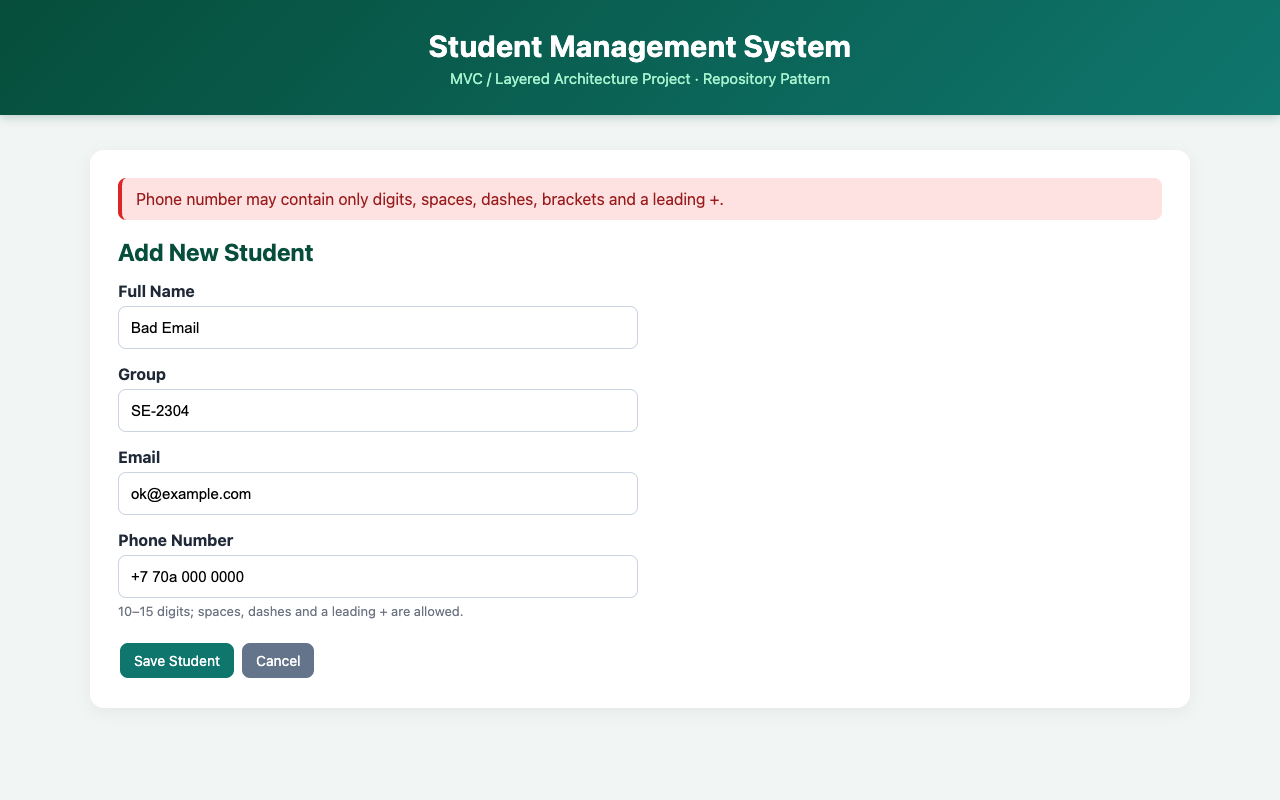 Student Management System
MVC / Layered Architecture Project · Repository Pattern
Phone number may contain only digits, spaces, dashes, brackets and a leading +.
Add New Student
Full Name
Bad Email
Group
SE-2304
Email
ok@example.com
Phone Number
+7 70a 000 0000
10–15 digits; spaces, dashes and a leading + are allowed.
Save Student Cancel